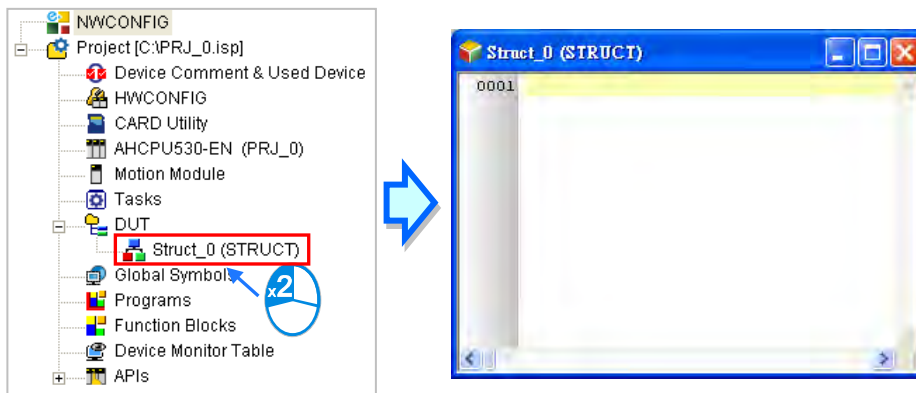 NWCONFIG
Project [C:\PRJ_0.isp]
Device Comment & Used Device
HWCONFIG
CARD Utility
AHCPU530-EN (PRJ_0)
Motion Module
Tasks
DUT
Struct_0 (STRUCT)
Global Symbols
x2
Programs
Function Blocks
Device Monitor Table
APIs
Struct_0 (STRUCT)
0001